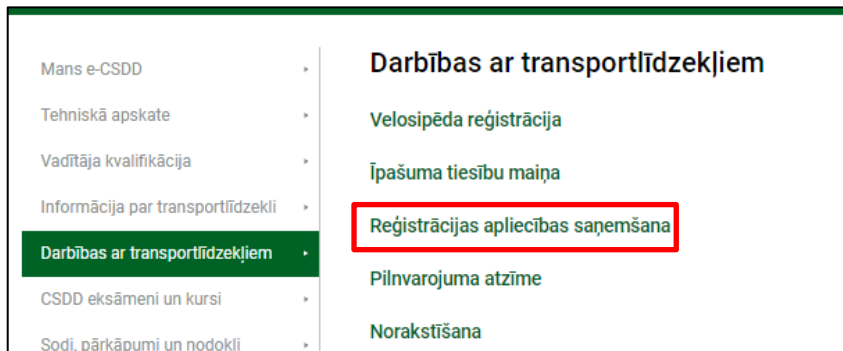 Mans e-CSDD
Tehniskā apskate
Vadītāja kvalifikācija
Informācija par transportlīdzekli
Darbības ar transportlīdzekļiem
CSDD eksāmeni un kursi
Sodi, pārkāpumi un nodokli
Darbības ar transportlīdzekļiem
Velosipēda reģistrācija
Īpašuma tiesību maiņa
Reģistrācijas apliecības saņemšana
Pilnvarojuma atzīme
Norakstīšana